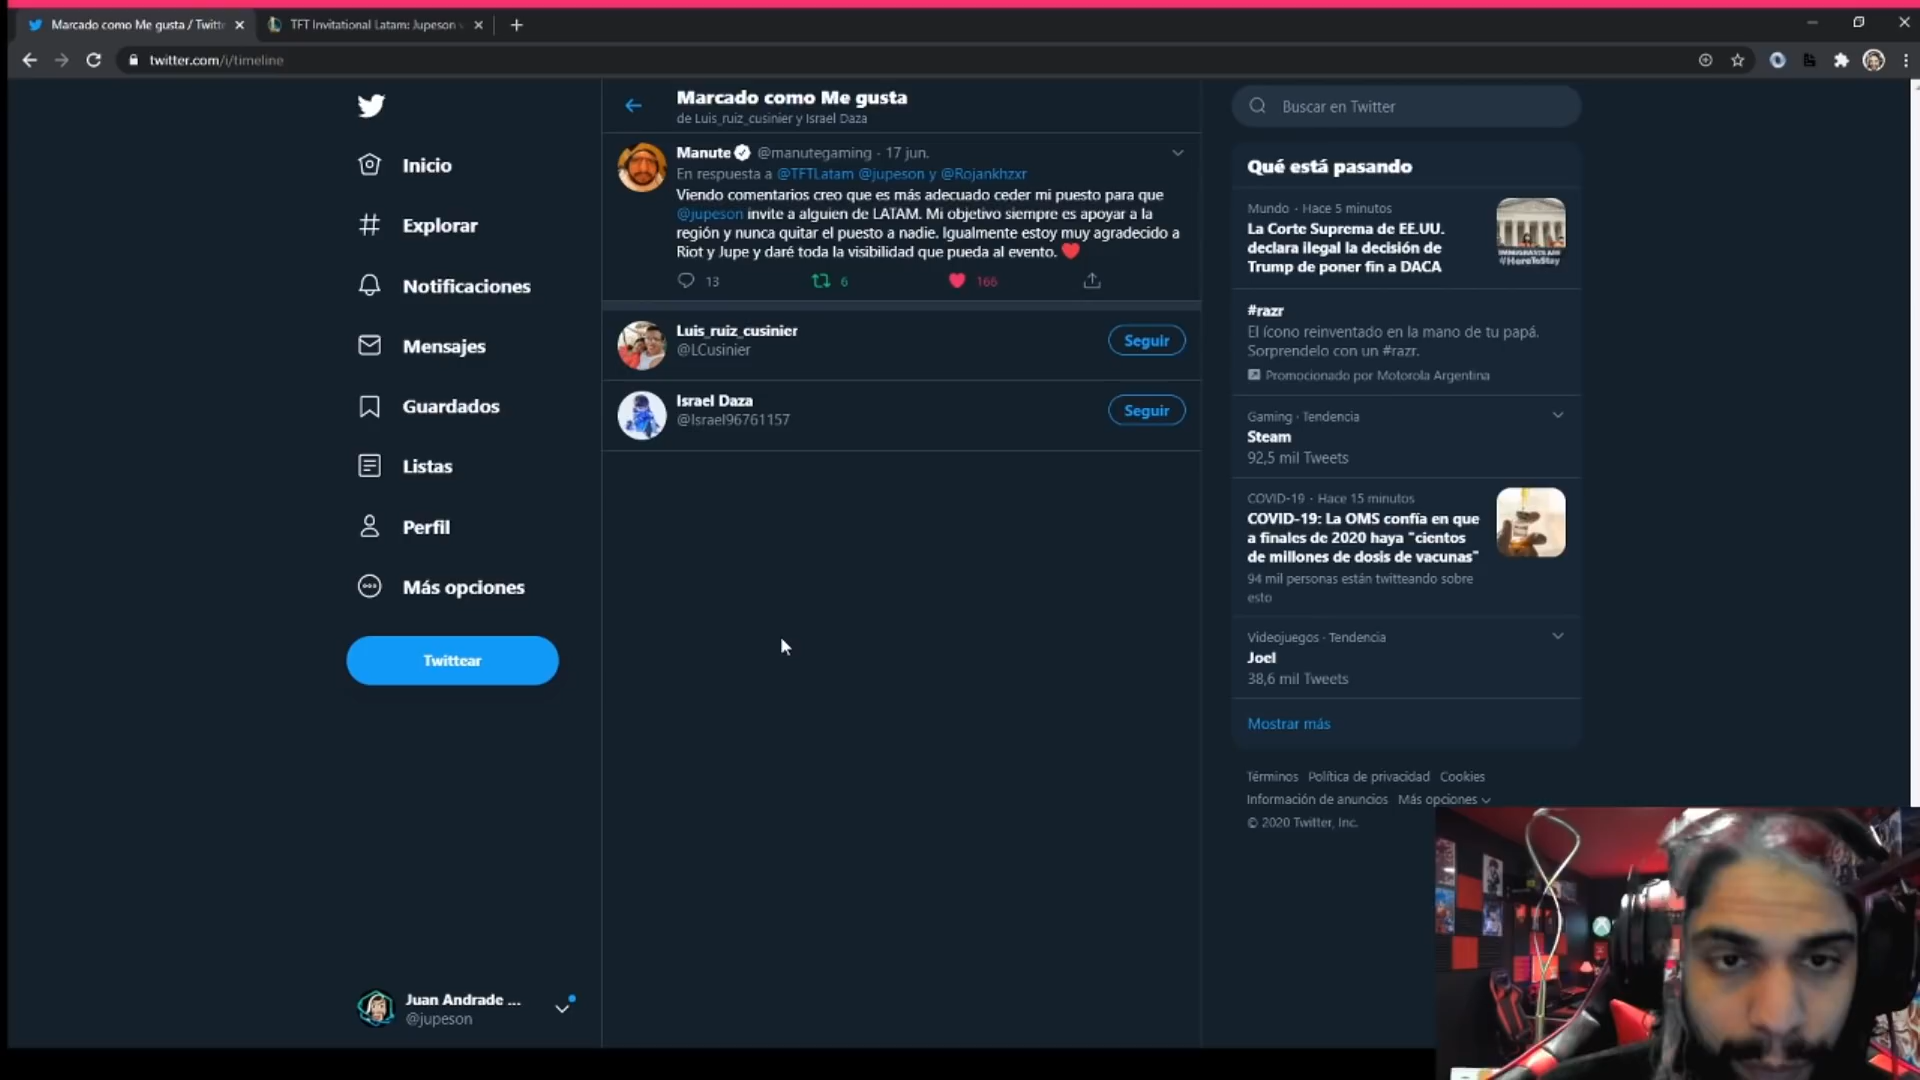 Marcado como Me gusta / Twitt
TFT Invitational Latam: Jupeson
twitter.com/i/timeline
Inicio
Explorar
Notificaciones
Mensajes
Guardados
Listas
Perfil
Más opciones
Twittear
Juan Andrade ...
@jupeson
Marcado como Me gusta
de Luis_ruiz_cusinier y Israel Daza
Manute @manutegaming · 17 jun.
En respuesta a @TFTLatam @jupeson y @Rojankhzxr
Viendo comentarios creo que es más adecuado ceder mi puesto para que
@jupeson invite a alguien de LATAM. Mi objetivo siempre es apoyar a la
región y nunca quitar el puesto a nadie. Igualmente estoy muy agradecido a
Riot y Jupe y daré toda la visibilidad que pueda al evento. ❤️
13 6 166
Luis_ruiz_cusinier
@LCusinier
Seguir
Israel Daza
@Israel96761157
Seguir
Buscar en Twitter
Qué está pasando
Mundo · Hace 5 minutos
La Corte Suprema de EE.UU.
declara ilegal la decisión de
Trump de poner fin a DACA
#HereToStay
#razr
El ícono reinventado en la mano de tu papá.
Sorprendelo con un #razr.
Promocionado por Motorola Argentina
Gaming · Tendencia
Steam
92,5 mil Tweets
COVID-19 · Hace 15 minutos
COVID-19: La OMS confía en que
a finales de 2020 haya "cientos
de millones de dosis de vacunas"
94 mil personas están twitteando sobre
esto
Videojuegos · Tendencia
Joel
38,6 mil Tweets
Mostrar más
Términos Política de privacidad Cookies
Información de anuncios Más opciones
© 2020 Twitter, Inc.